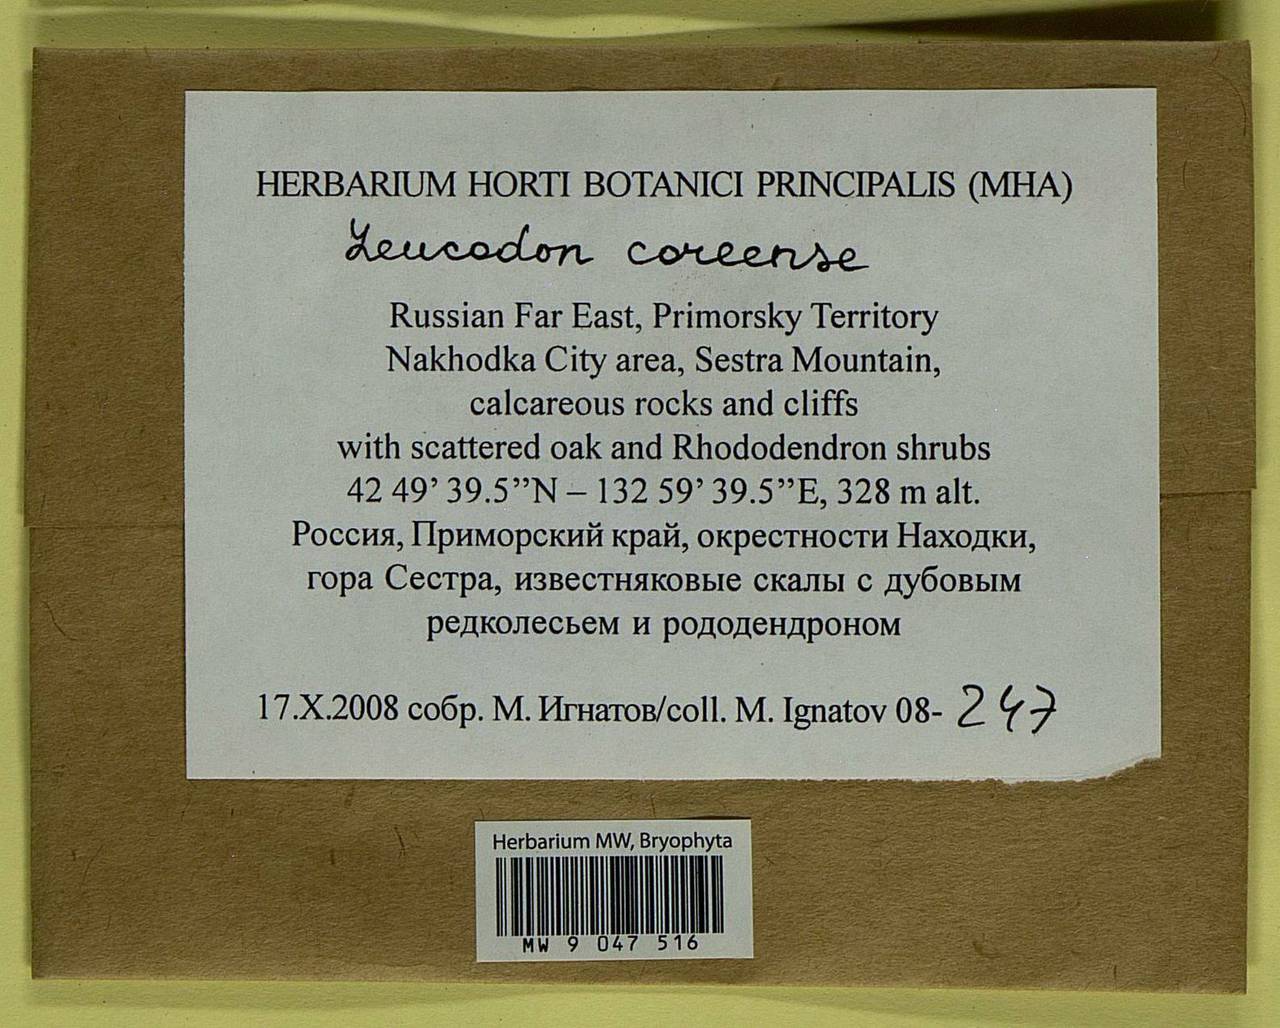 HERBARIUM HORTI BOTANICI PRINCIPALIS (MHA)
Leucodon coreense
Russian Far East, Primorsky Territory
Nakhodka City area, Sestra Mountain,
calcareous rocks and cliffs
with scattered oak and Rhododendron shrubs
42 49’ 39.5’’N – 132 59’ 39.5’’E, 328 m alt.
Россия, Приморский край, окрестности Находки,
гора Сестра, известняковые скалы с дубовым
редколесьем и рододендроном
17.X.2008 собр. М. Игнатов/coll. M. Ignatov 08- 247
Herbarium MW, Bryophyta
MW 9 047 516